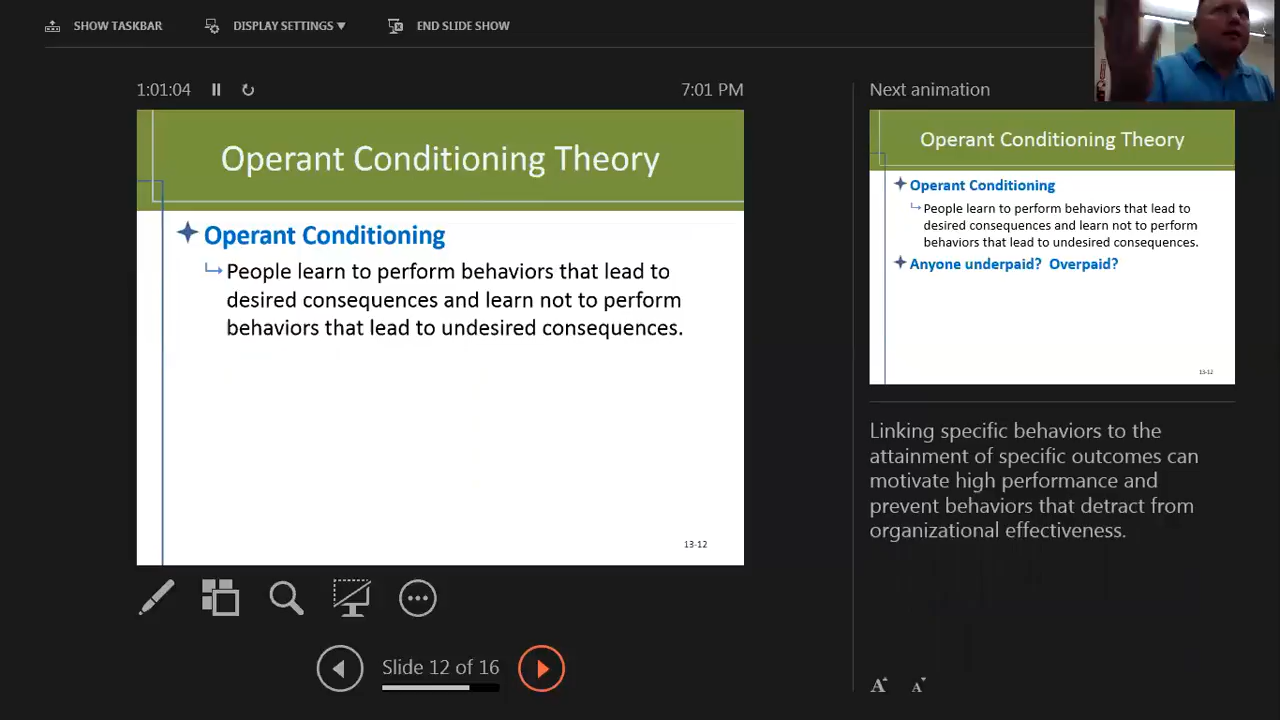 SHOW TASKBAR
DISPLAY SETTINGS ▼
END SLIDE SHOW
1:01:04
7:01 PM
Operant Conditioning Theory
Operant Conditioning
People learn to perform behaviors that lead to
desired consequences and learn not to perform
behaviors that lead to undesired consequences.
13-12
Slide 12 of 16
Next animation
Operant Conditioning Theory
Operant Conditioning
People learn to perform behaviors that lead to
desired consequences and learn not to perform
behaviors that lead to undesired consequences.
Anyone underpaid?  Overpaid?
13-12
Linking specific behaviors to the
attainment of specific outcomes can
motivate high performance and
prevent behaviors that detract from
organizational effectiveness.
A A